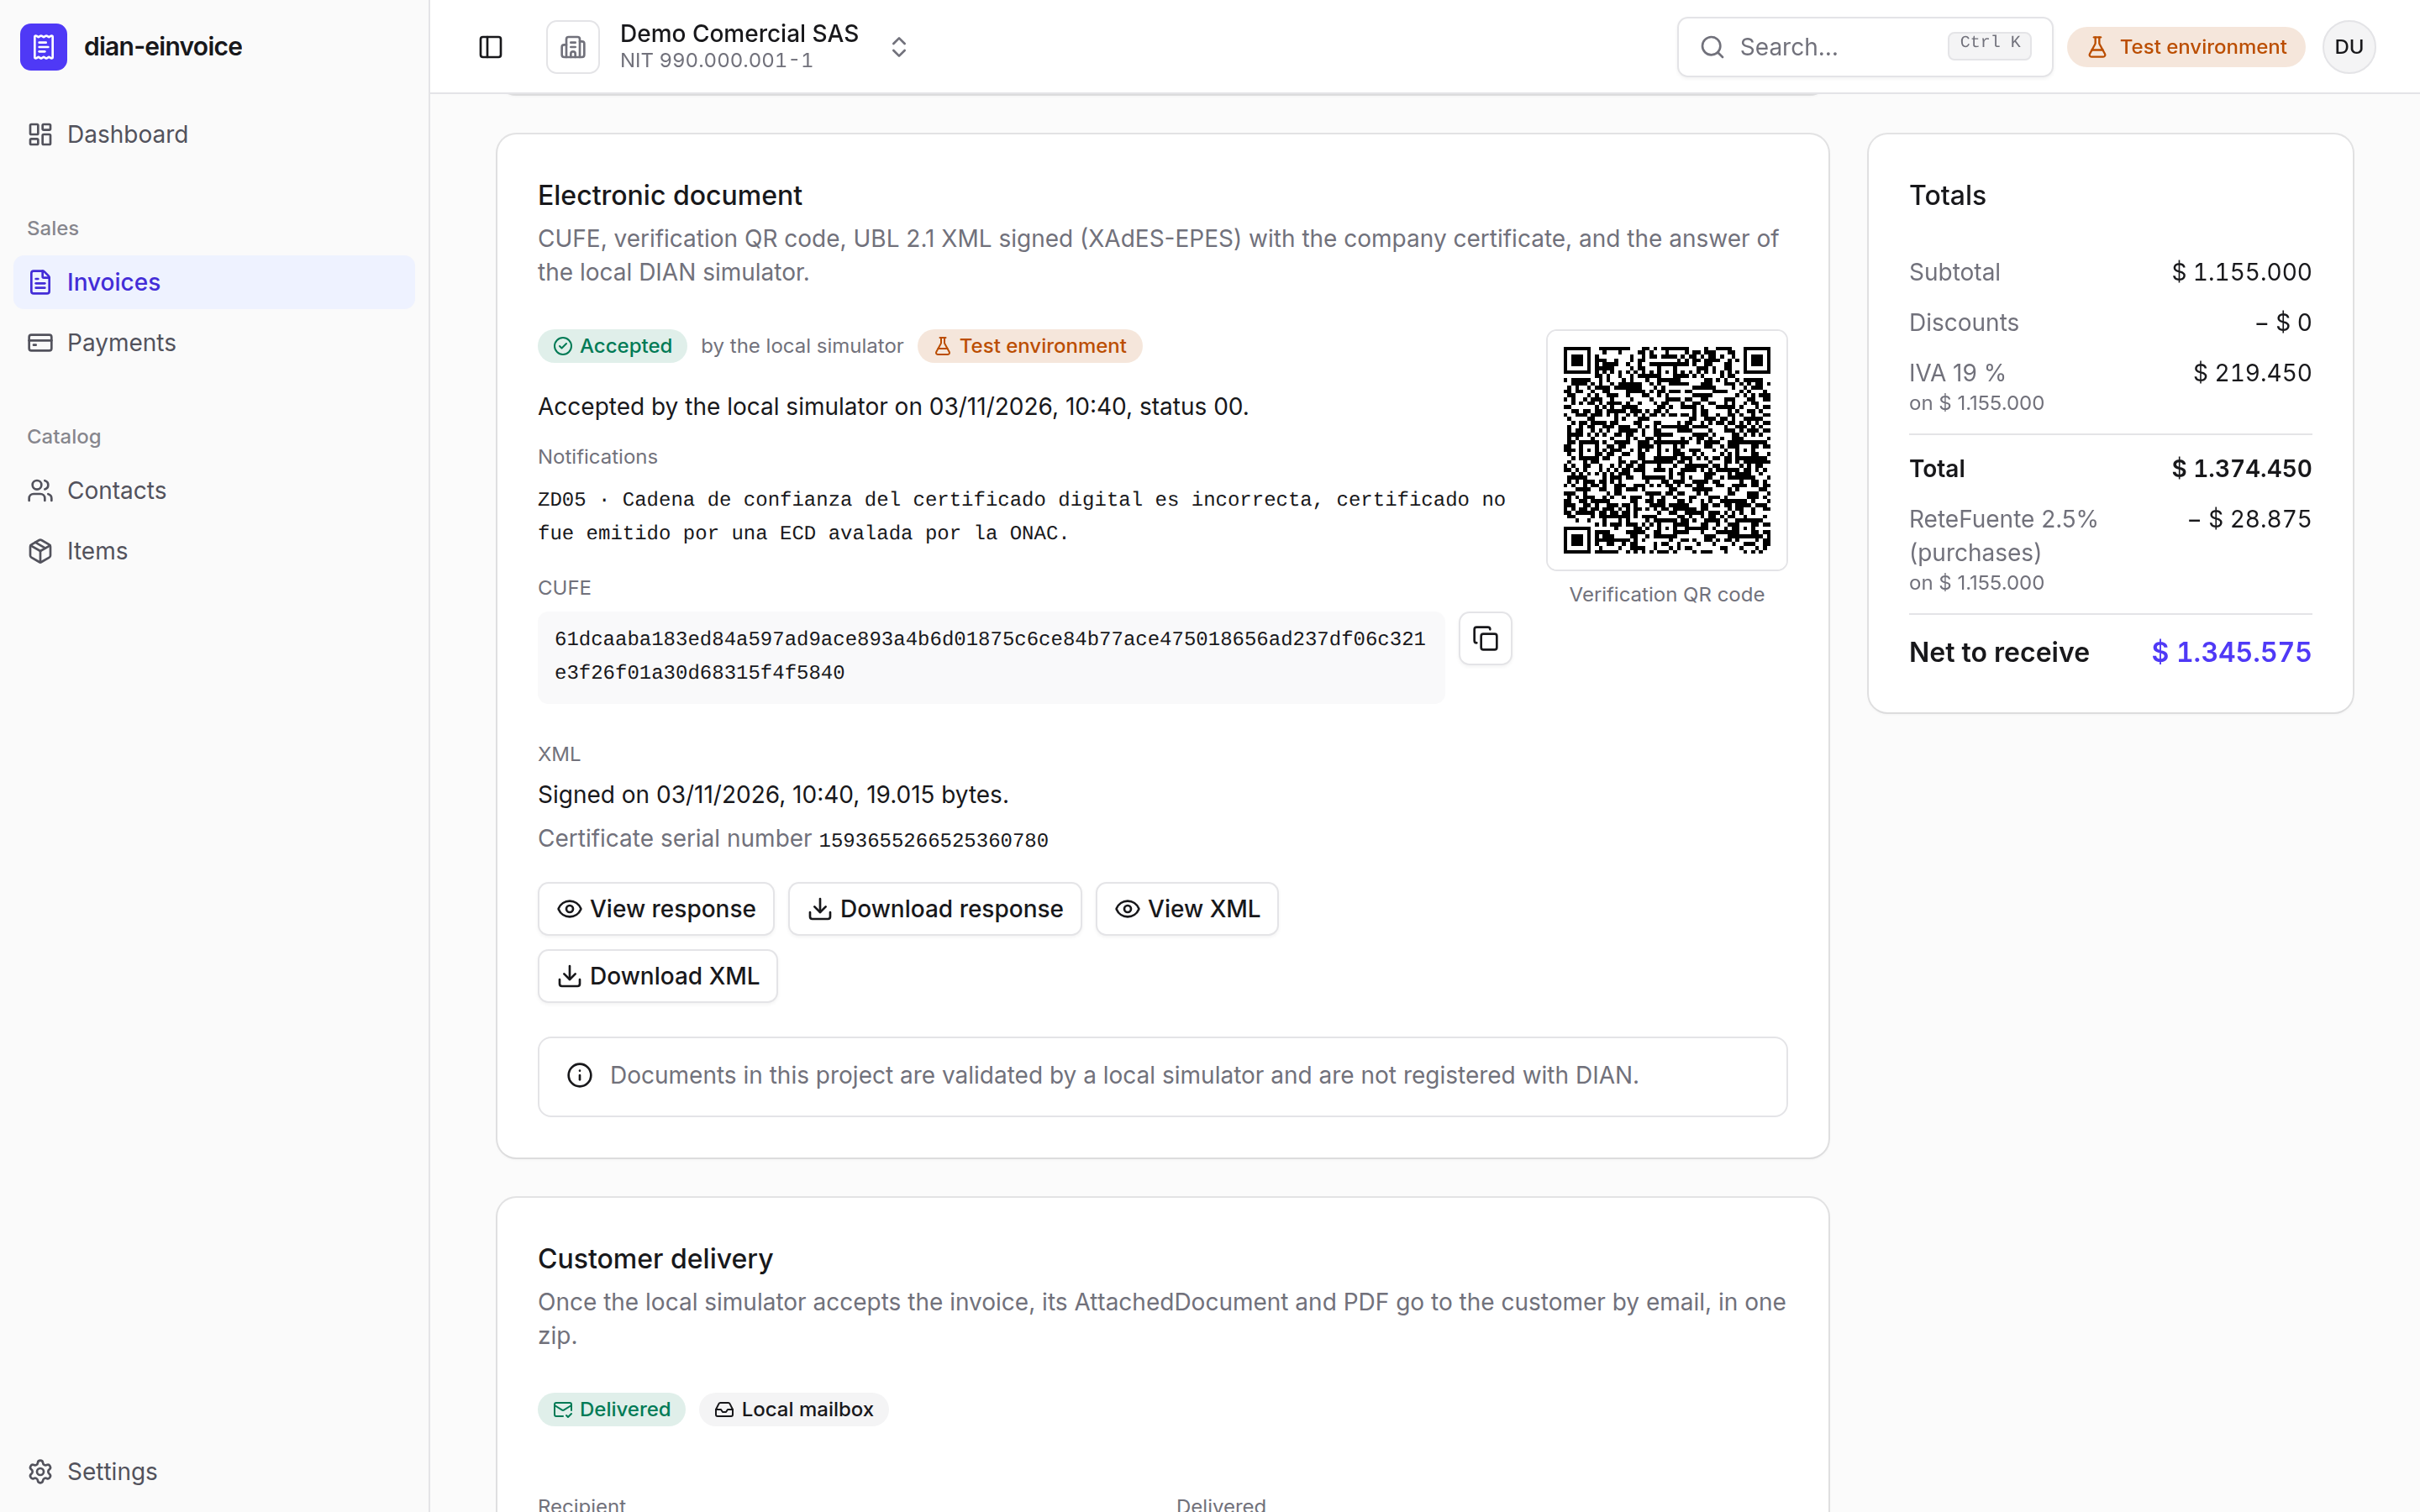 dian-einvoice
Dashboard
Sales
Invoices
Payments
Catalog
Contacts
Items
Settings
Demo Comercial SAS
NIT 990.000.001-1
Search...
Ctrl K
Test environment
DU
Electronic document
CUFE, verification QR code, UBL 2.1 XML signed (XAdES-EPES) with the company certificate, and the answer of
the local DIAN simulator.
Accepted by the local simulator Test environment
Accepted by the local simulator on 03/11/2026, 10:40, status 00.
Notifications
ZD05 · Cadena de confianza del certificado digital es incorrecta, certificado no
fue emitido por una ECD avalada por la ONAC.
CUFE
61dcaaba183ed84a597ad9ace893a4b6d01875c6ce84b77ace475018656ad237df06c321
e3f26f01a30d68315f4f5840
Verification QR code
XML
Signed on 03/11/2026, 10:40, 19.015 bytes.
Certificate serial number 1593655266525360780
View response
Download response
View XML
Download XML
Documents in this project are validated by a local simulator and are not registered with DIAN.
Customer delivery
Once the local simulator accepts the invoice, its AttachedDocument and PDF go to the customer by email, in one
zip.
Delivered
Local mailbox
Recipient
Delivered
Totals
Subtotal $ 1.155.000
Discounts – $ 0
IVA 19 % $ 219.450
on $ 1.155.000
Total $ 1.374.450
ReteFuente 2.5% – $ 28.875
(purchases)
on $ 1.155.000
Net to receive $ 1.345.575